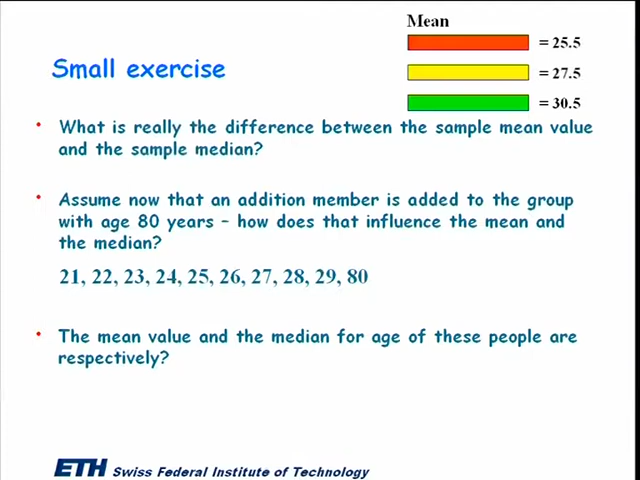 Mean
= 25.5
= 27.5
= 30.5
Small exercise
• What is really the difference between the sample mean value
and the sample median?
• Assume now that an addition member is added to the group
with age 80 years – how does that influence the mean and
the median?
21, 22, 23, 24, 25, 26, 27, 28, 29, 80
• The mean value and the median for age of these people are
respectively?
ETH Swiss Federal Institute of Technology